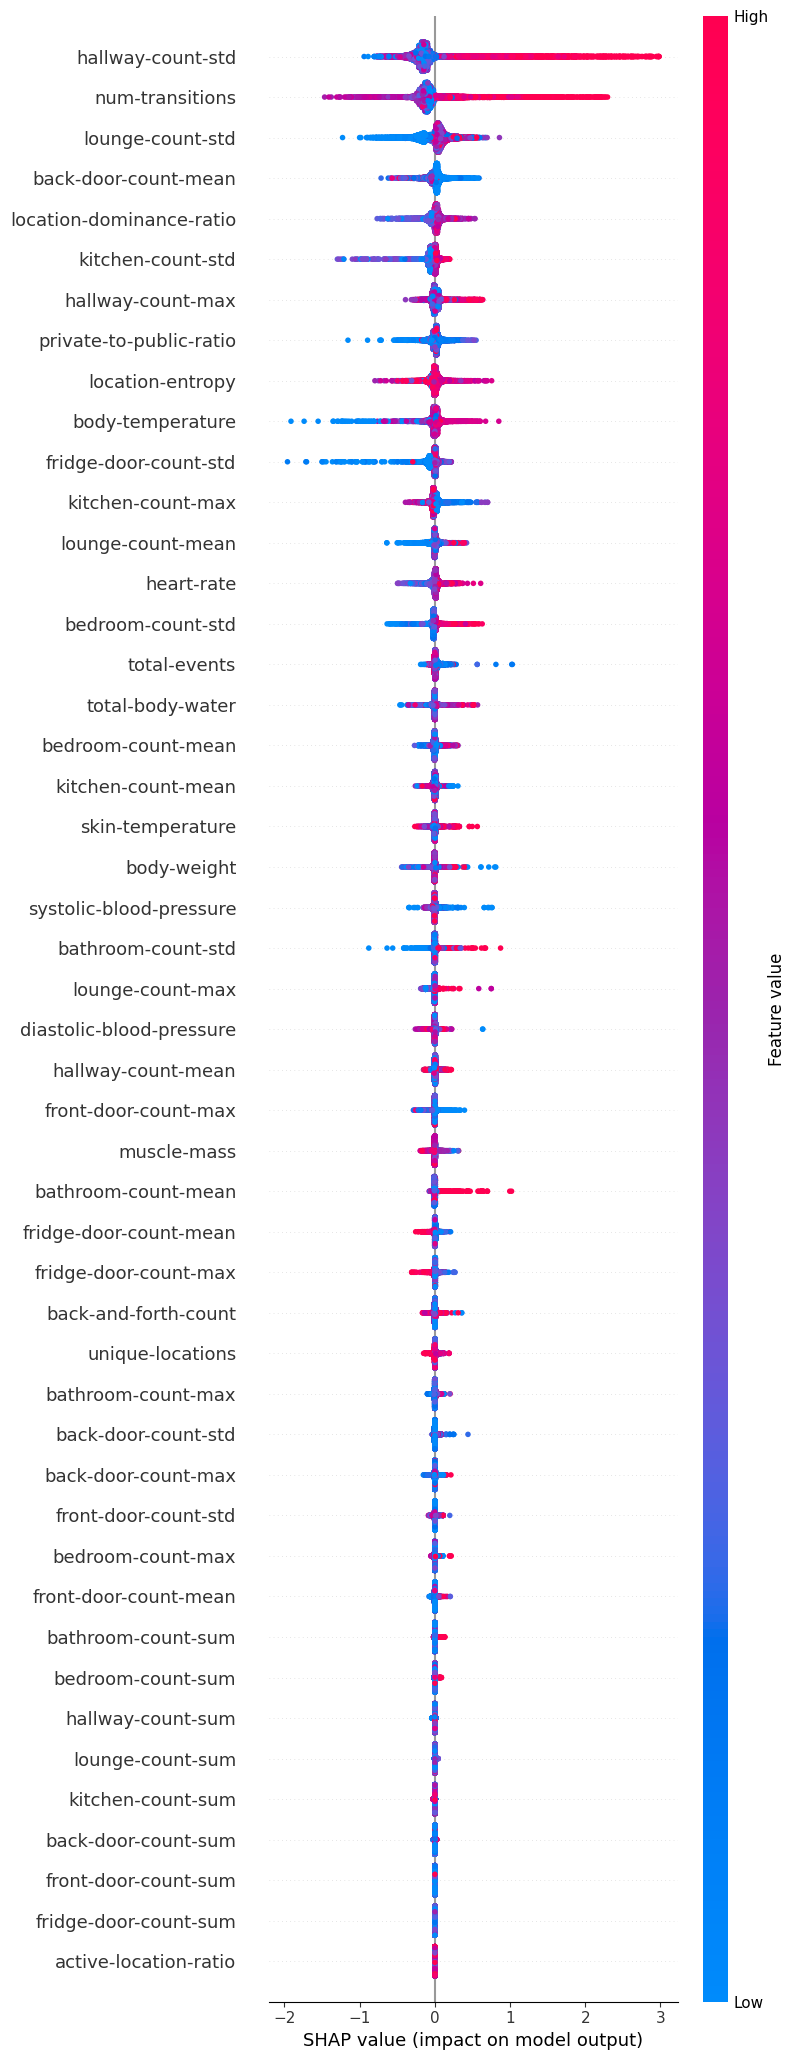 High
hallway-count-std
num-transitions
lounge-count-std
back-door-count-mean
location-dominance-ratio
kitchen-count-std
hallway-count-max
private-to-public-ratio
location-entropy
body-temperature
fridge-door-count-std
kitchen-count-max
lounge-count-mean
heart-rate
bedroom-count-std
total-events
total-body-water
bedroom-count-mean
kitchen-count-mean
skin-temperature
body-weight
systolic-blood-pressure
bathroom-count-std
lounge-count-max
diastolic-blood-pressure
hallway-count-mean
front-door-count-max
muscle-mass
bathroom-count-mean
fridge-door-count-mean
fridge-door-count-max
back-and-forth-count
unique-locations
bathroom-count-max
back-door-count-std
back-door-count-max
front-door-count-std
bedroom-count-max
front-door-count-mean
bathroom-count-sum
bedroom-count-sum
hallway-count-sum
lounge-count-sum
kitchen-count-sum
back-door-count-sum
front-door-count-sum
fridge-door-count-sum
active-location-ratio
Feature value
Low
−2 −1 0 1 2 3
SHAP value (impact on model output)